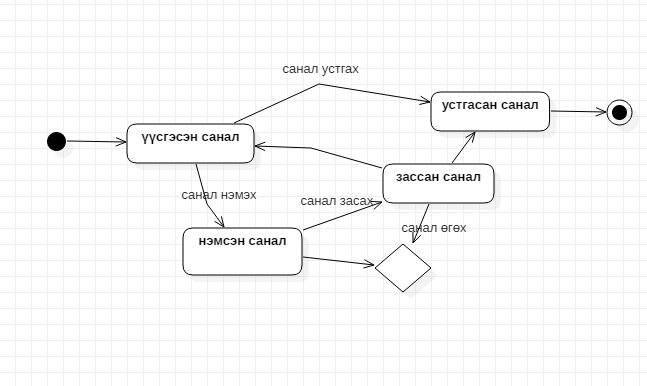 санал устгах
устгасан санал
үүсгэсэн санал
зассан санал
санал нэмэх
санал засах
санал өгөх
нэмсэн санал